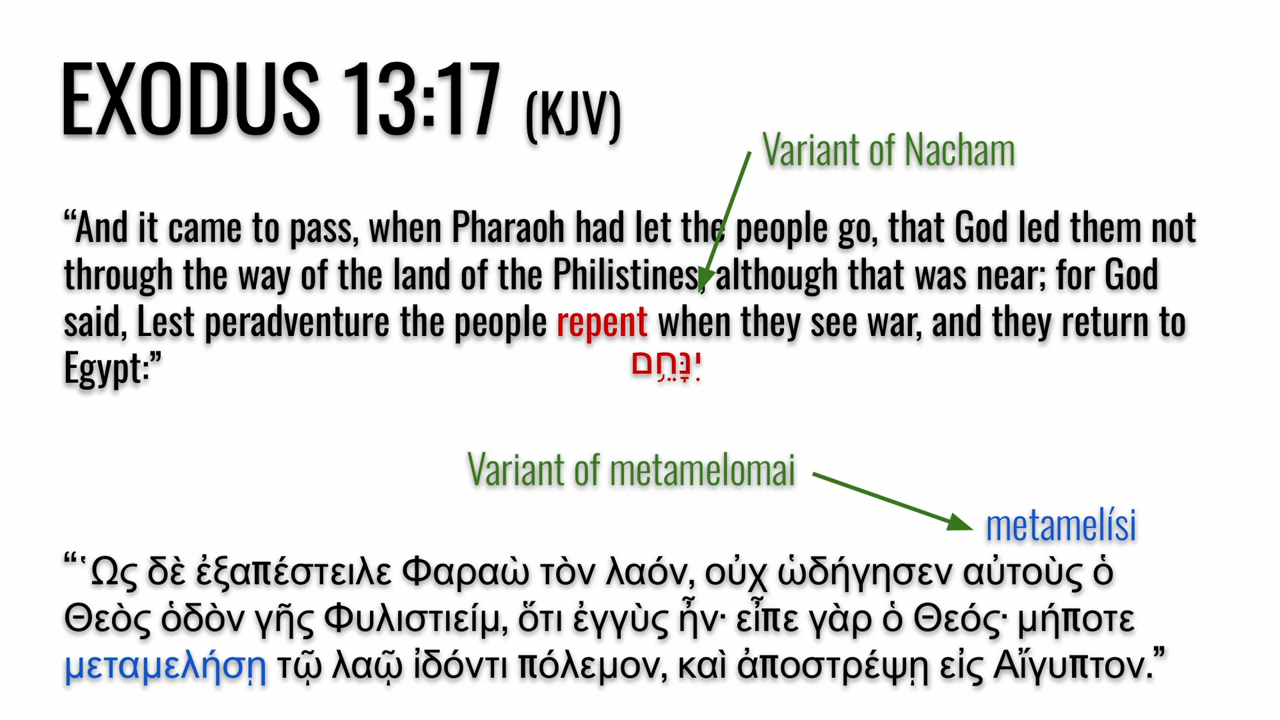 EXODUS 13:17 (KJV)
Variant of Nacham
“And it came to pass, when Pharaoh had let the people go, that God led them not
through the way of the land of the Philistines, although that was near; for God
said, Lest peradventure the people repent when they see war, and they return to
יִנָּחֵ֥ם
Egypt:”
Variant of metamelomai
metamelísi
“῾Ως δὲ ἐξαπέστειλε Φαραὼ τὸν λαόν, οὐχ ὡδήγησεν αὐτοὺς ὁ
Θεὸς ὁδὸν γῆς Φυλιστιείμ, ὅτι ἐγγὺς ἦν· εἶπε γὰρ ὁ Θεός· μήποτε
μεταμελήσῃ τῷ λαῷ ἰδόντι πόλεμον, καὶ ἀποστρέψῃ εἰς Αἴγυπτον.”